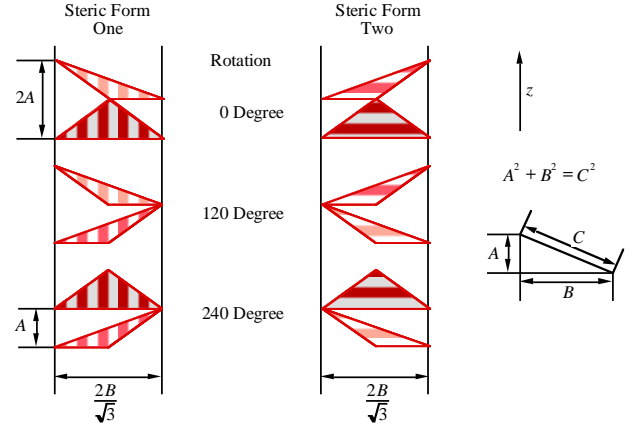 Steric Form
One
Steric Form
Two
Rotation
2A
0 Degree
z
A² + B² = C²
120 Degree
C
A
B
240 Degree
A
2B
√3
2B
√3